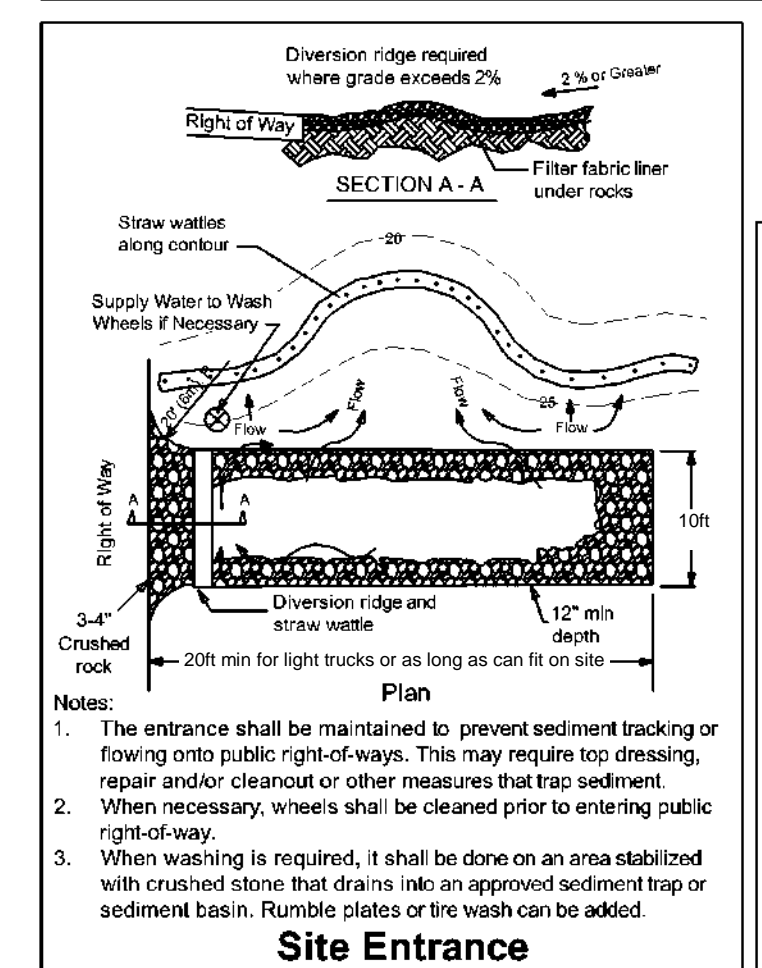 Diversion ridge required
where grade exceeds 2%
2 % or Greater
Right of Way
Filter fabric liner
under rocks
SECTION A - A
Straw wattles
along contour
20
Supply Water to Wash
Wheels if Necessary
20' (6m) R
Flow
Flow
25
Flow
Flow
Right of Way
A
A
10ft
3-4"
Crushed
rock
Diversion ridge and
straw wattle
12" min
depth
20ft min for light trucks or as long as can fit on site
Plan
Notes:
1. The entrance shall be maintained to prevent sediment tracking or
flowing onto public right-of-ways. This may require top dressing,
repair and/or cleanout or other measures that trap sediment.
2. When necessary, wheels shall be cleaned prior to entering public
right-of-way.
3. When washing is required, it shall be done on an area stabilized
with crushed stone that drains into an approved sediment trap or
sediment basin. Rumble plates or tire wash can be added.
Site Entrance